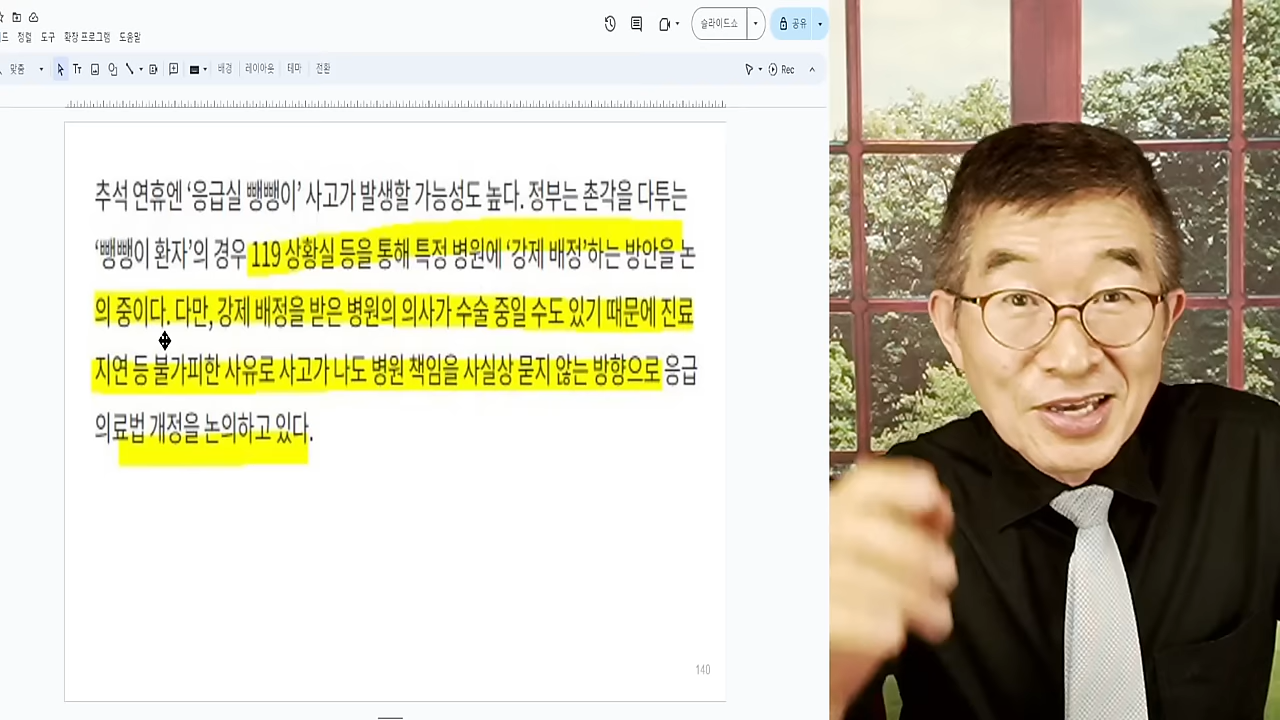 슬라이드쇼
공유
정렬 도구 확장 프로그램 도움말
맞춤 배경 레이아웃 테마 전환 Rec
추석 연휴엔 ‘응급실 뺑뺑이’ 사고가 발생할 가능성도 높다. 정부는 촌각을 다투는
‘뺑뺑이 환자’의 경우 119 상황실 등을 통해 특정 병원에 ‘강제 배정’하는 방안을 논
의 중이다. 다만, 강제 배정을 받은 병원의 의사가 수술 중일 수도 있기 때문에 진료
지연 등 불가피한 사유로 사고가 나도 병원 책임을 사실상 묻지 않는 방향으로 응급
의료법 개정을 논의하고 있다.
140